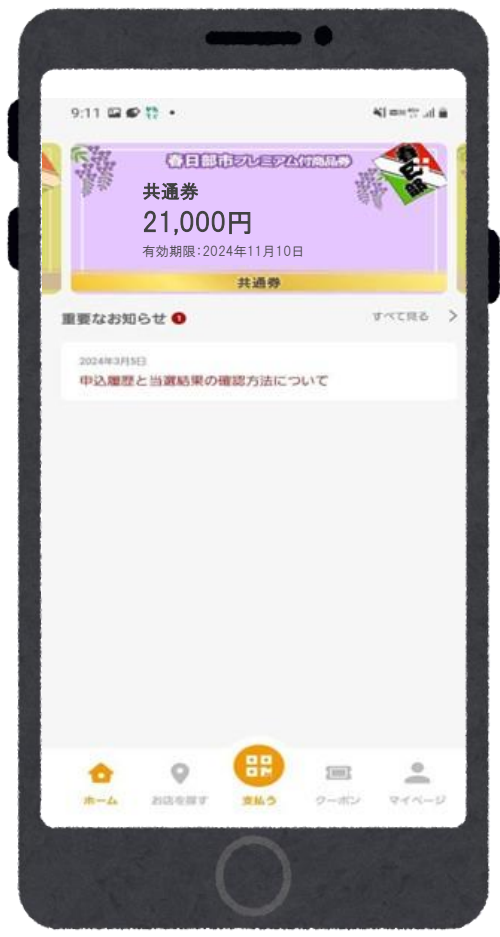 9:11
春日部市プレミアム付商品券
春日部
共通券
21,000円
有効期限:2024年11月10日
共通券
重要なお知らせ 1
すべて見る
2024年3月5日
申込履歴と当選結果の確認方法について
ホーム
お店を探す
支払う
クーポン
マイページ